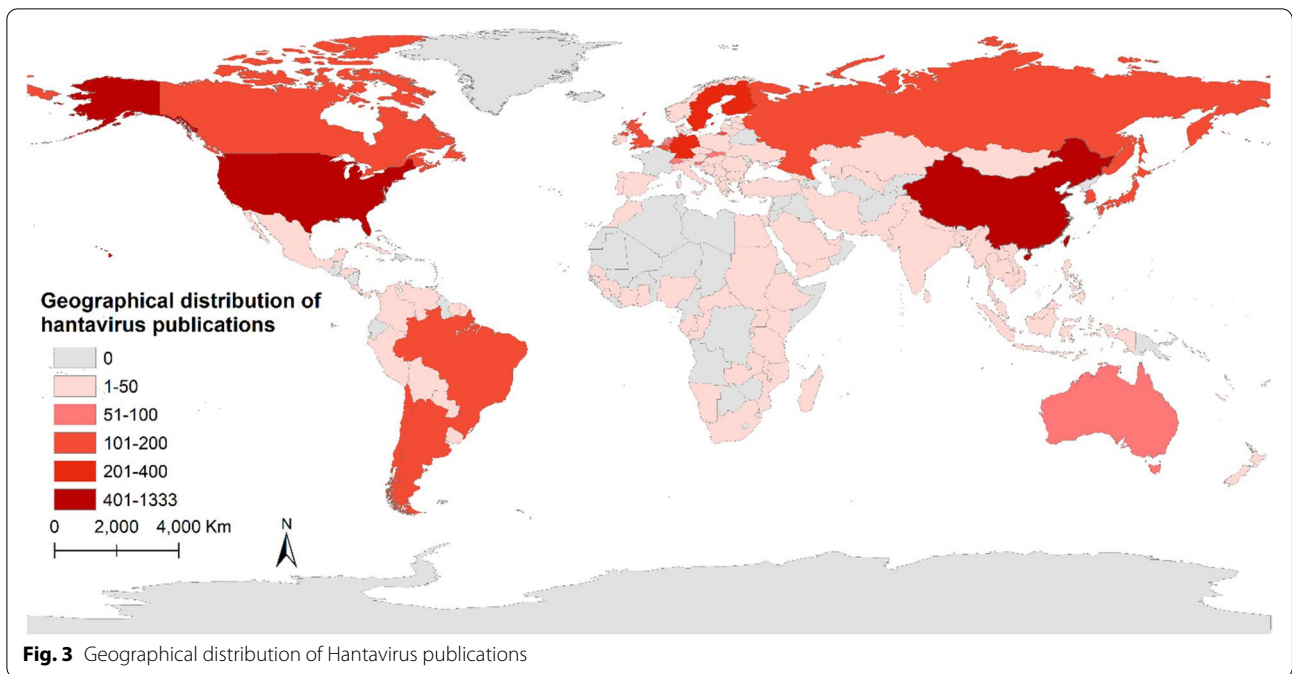 Geographical distribution of
hantavirus publications
0
1-50
51-100
101-200
201-400
401-1333
0 2,000 4,000 Km
N
Fig. 3 Geographical distribution of Hantavirus publications